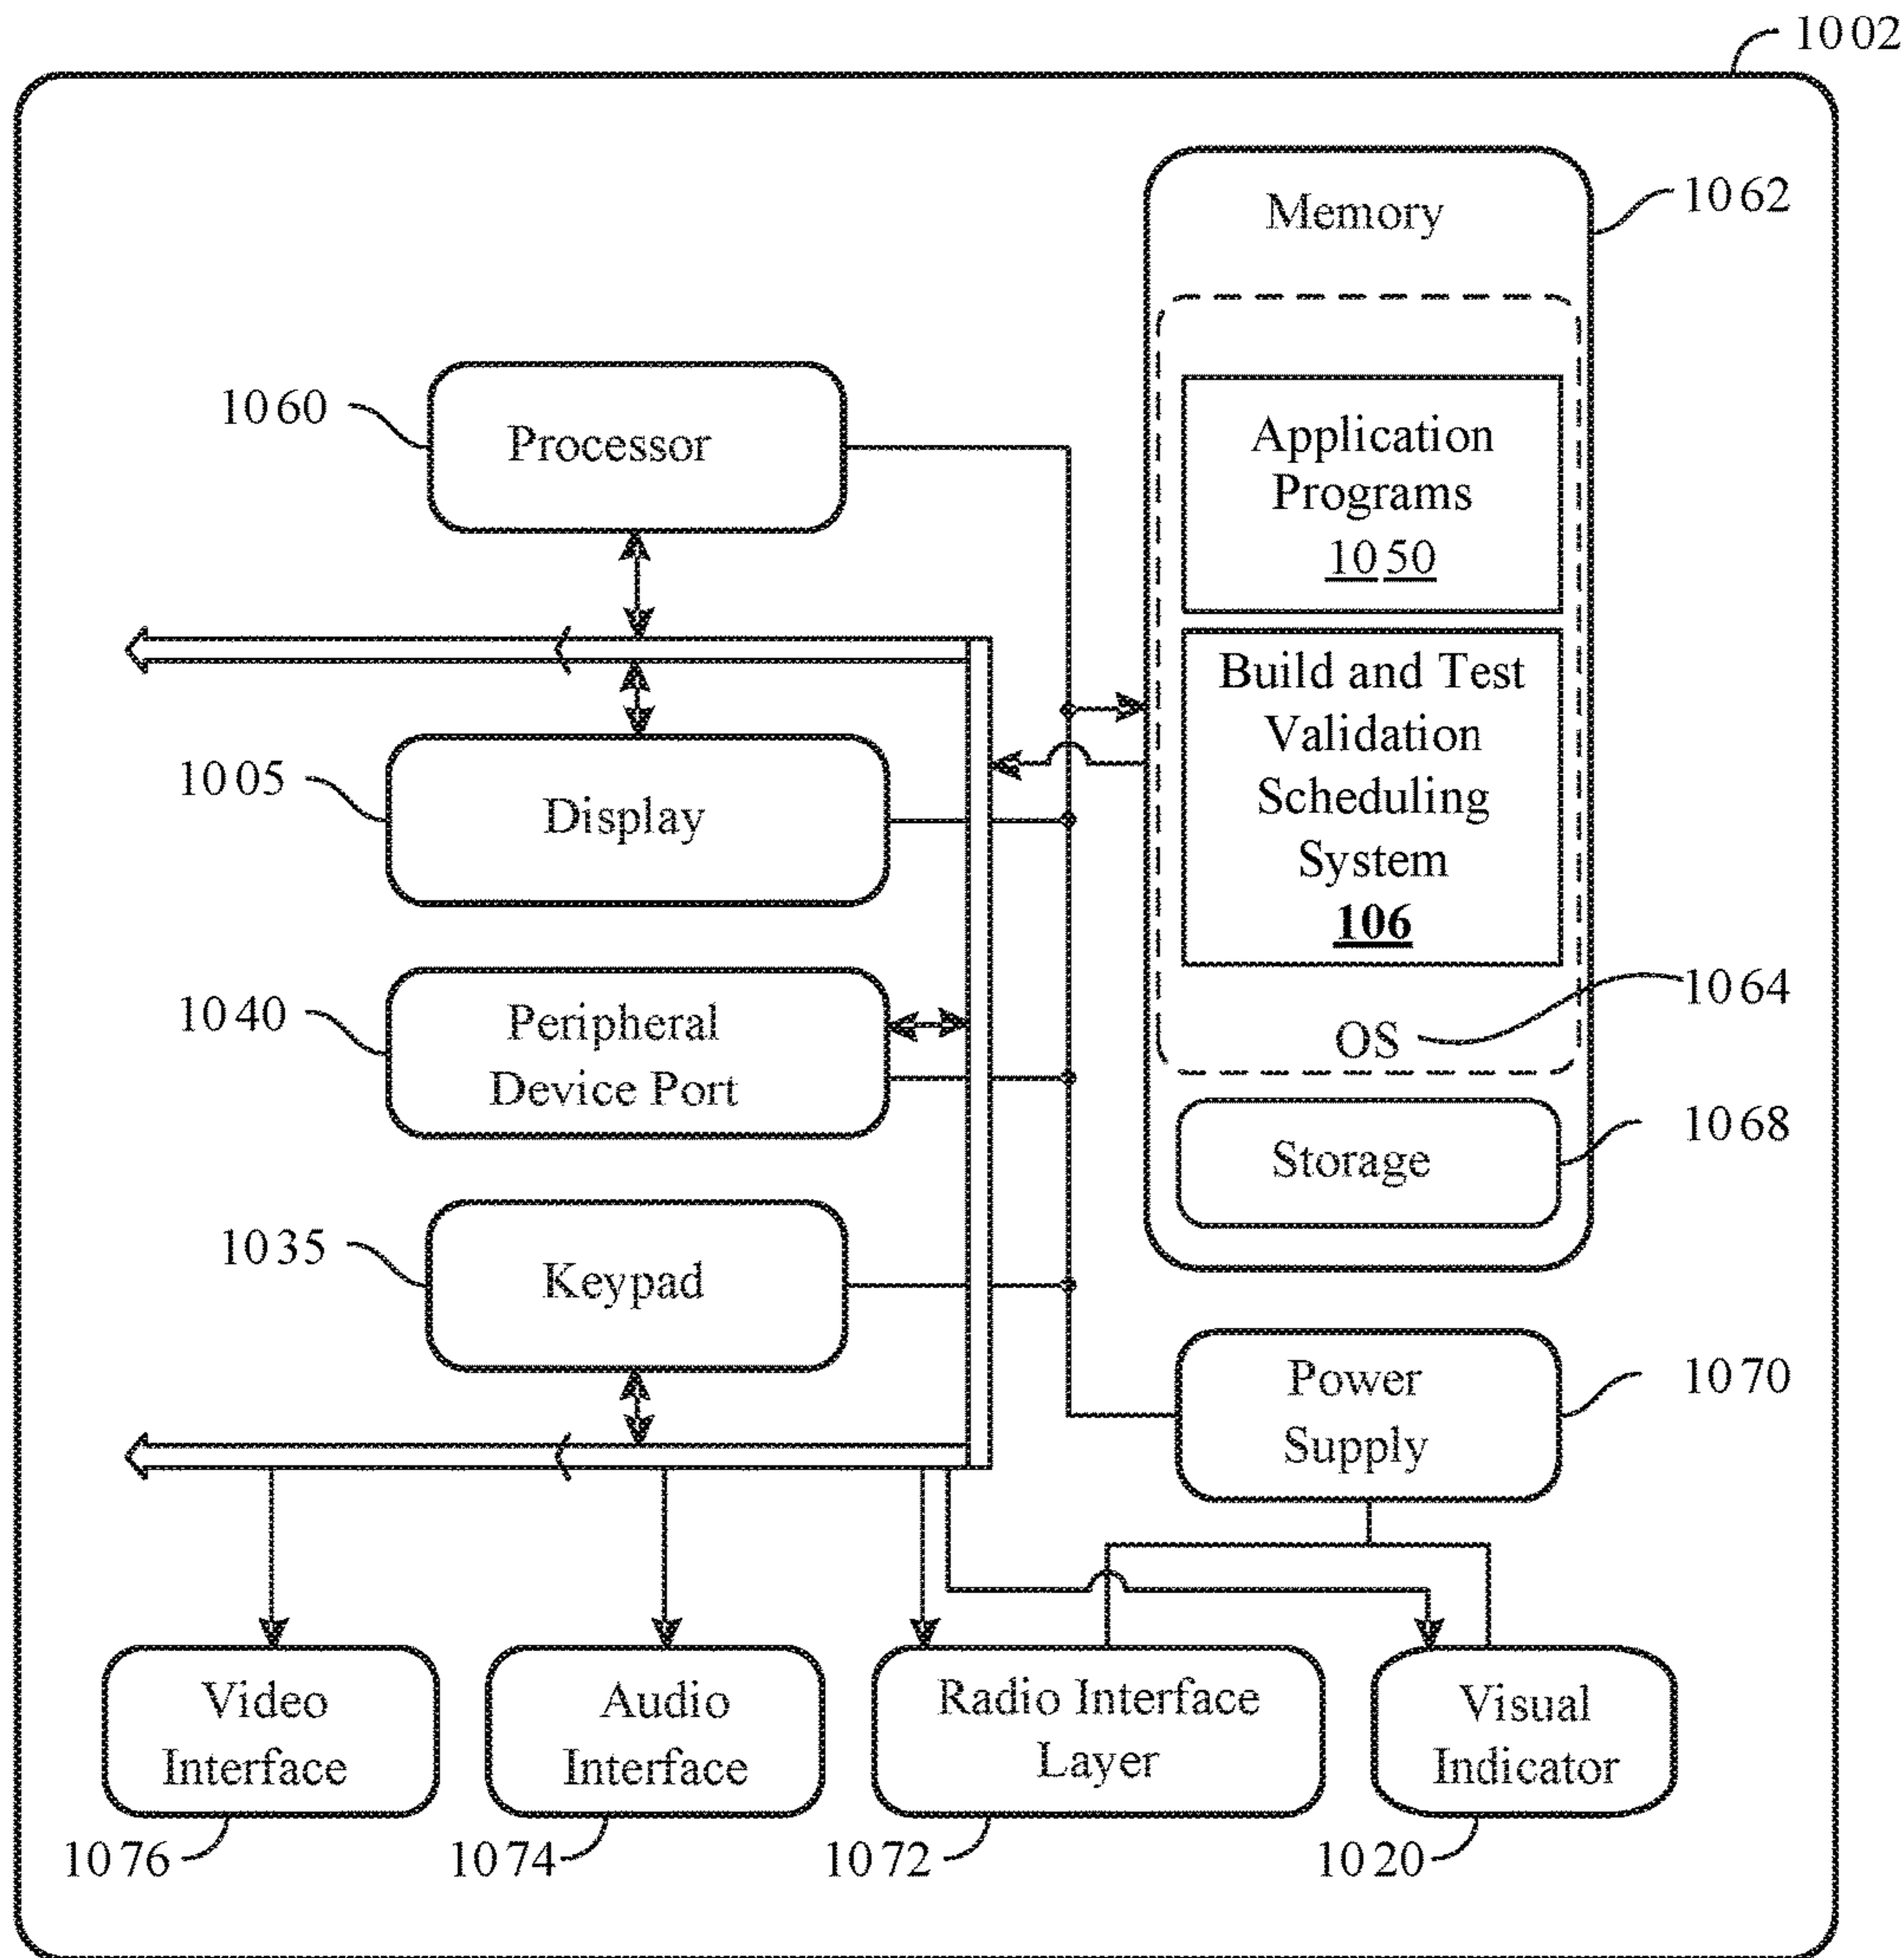 1002
Memory
1062
Application
Programs
1050
1060
Processor
Build and Test
Validation
Scheduling
System
106
1005
Display
1064
OS
1040
Peripheral
Device Port
1068
Storage
1035
Keypad
Power
Supply
1070
Video
Interface
Audio
Interface
Radio Interface
Layer
Visual
Indicator
1076
1074
1072
1020